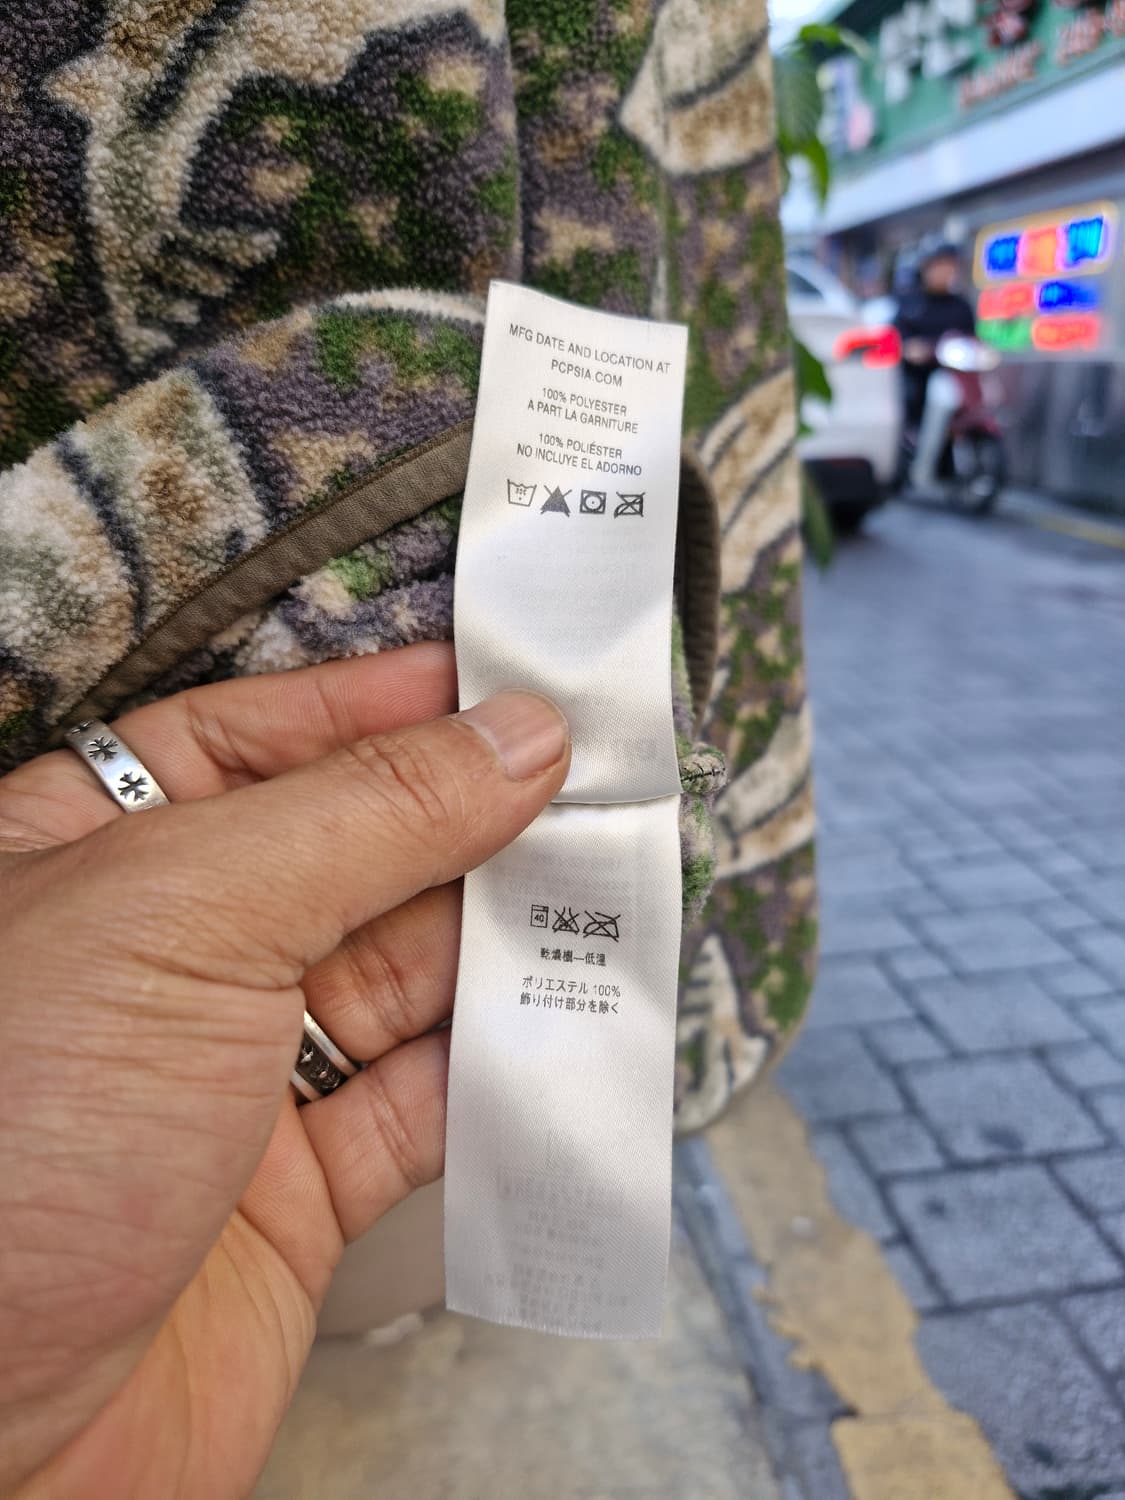 MFG DATE AND LOCATION AT
PCPSIA.COM
100% POLYESTER
A PART LA GARNITURE
100% POLIÉSTER
NO INCLUYE EL ADORNO
40
乾燥機—低温
ポリエステル 100%
飾り付け部分を除く